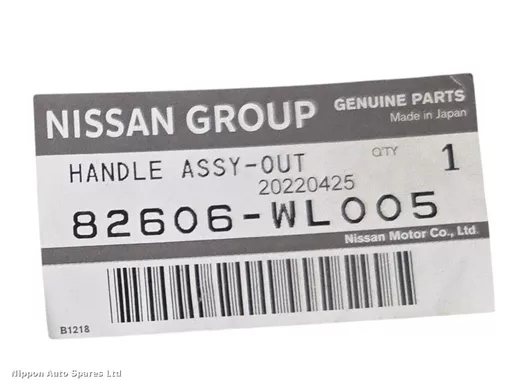 NISSAN GROUP
GENUINE PARTS
Made in Japan
HANDLE ASSY-OUT
QTY 1
20220425
82606-WL005
Nissan Motor Co., Ltd.
B1218
Nippon Auto Spares Ltd